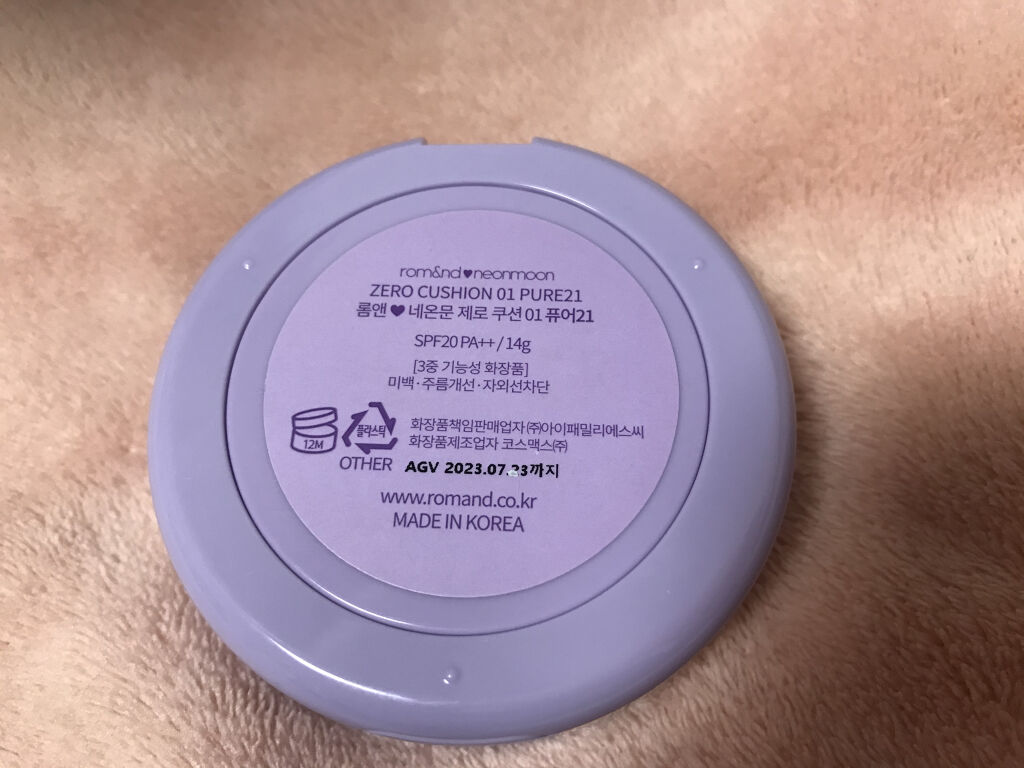 rom&nd♥neonmoon
ZERO CUSHION 01 PURE21
롬앤 ♥ 네온문 제로 쿠션 01 퓨어21
SPF20 PA++ / 14g
[3중 기능성 화장품]
미백·주름개선·자외선차단
12M
플라스틱
OTHER
화장품책임판매업자 ㈜아이패밀리에스씨
화장품제조업자 코스맥스㈜
AGV 2023.07.23까지
www.romand.co.kr
MADE IN KOREA